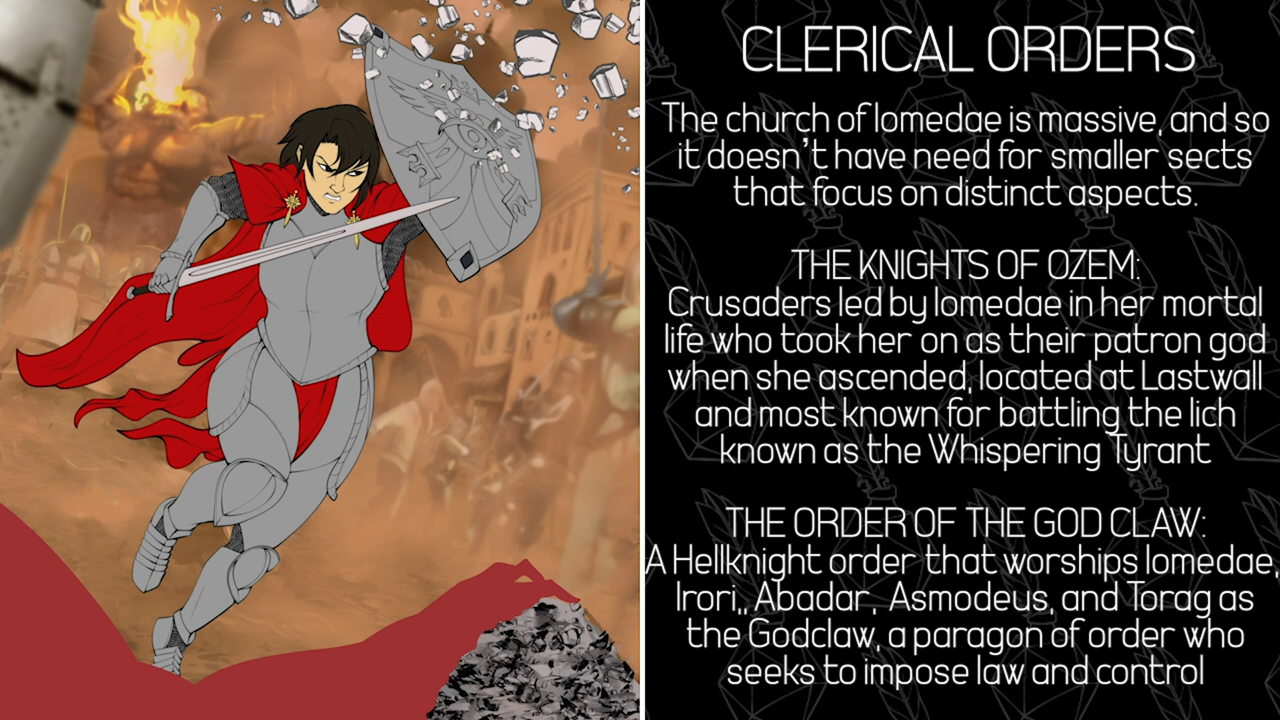 CLERICAL ORDERS
The church of Iomedae is massive, and so
it doesn't have need for smaller sects
that focus on distinct aspects.
THE KNIGHTS OF OZEM:
Crusaders led by Iomedae in her mortal
life who took her on as their patron god
when she ascended, located at Lastwall
and most known for battling the lich
known as the Whispering Tyrant
THE ORDER OF THE GOD CLAW:
A Hellknight order that worships Iomedae,
Irori,, Abadar, Asmodeus, and Torag as
the Godclaw, a paragon of order who
seeks to impose law and control